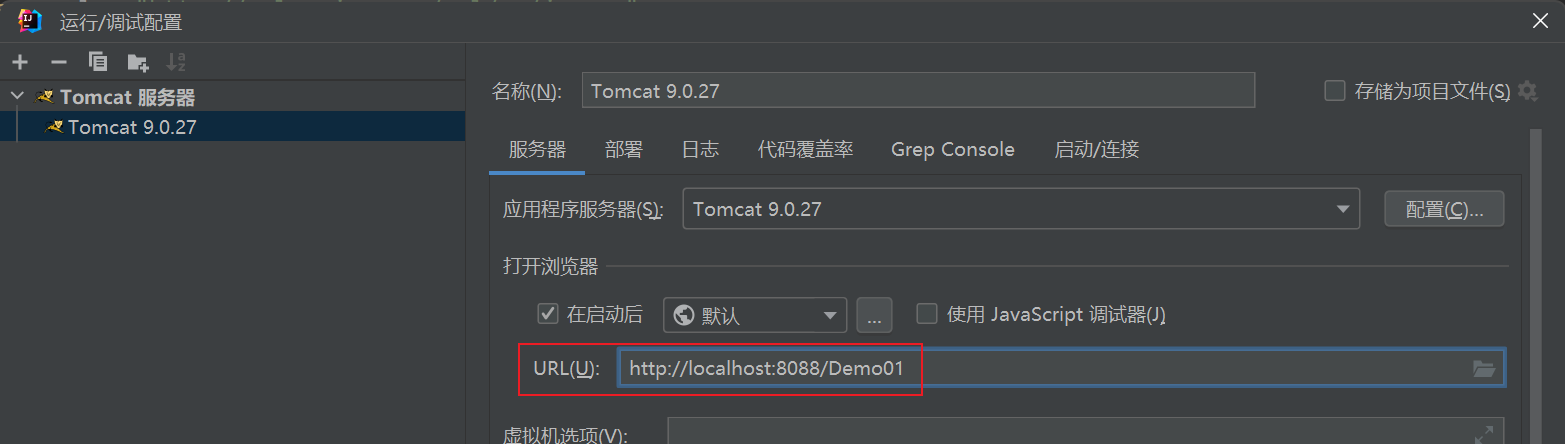 运行/调试配置
Tomcat 服务器
Tomcat 9.0.27
名称(N):
Tomcat 9.0.27
存储为项目文件(S)
服务器 部署 日志 代码覆盖率 Grep Console 启动/连接
应用程序服务器(S):
Tomcat 9.0.27
配置(C)...
打开浏览器
在启动后
默认
...
使用 JavaScript 调试器(J)
URL(U):
http://localhost:8088/Demo01
虚拟机选项(V):